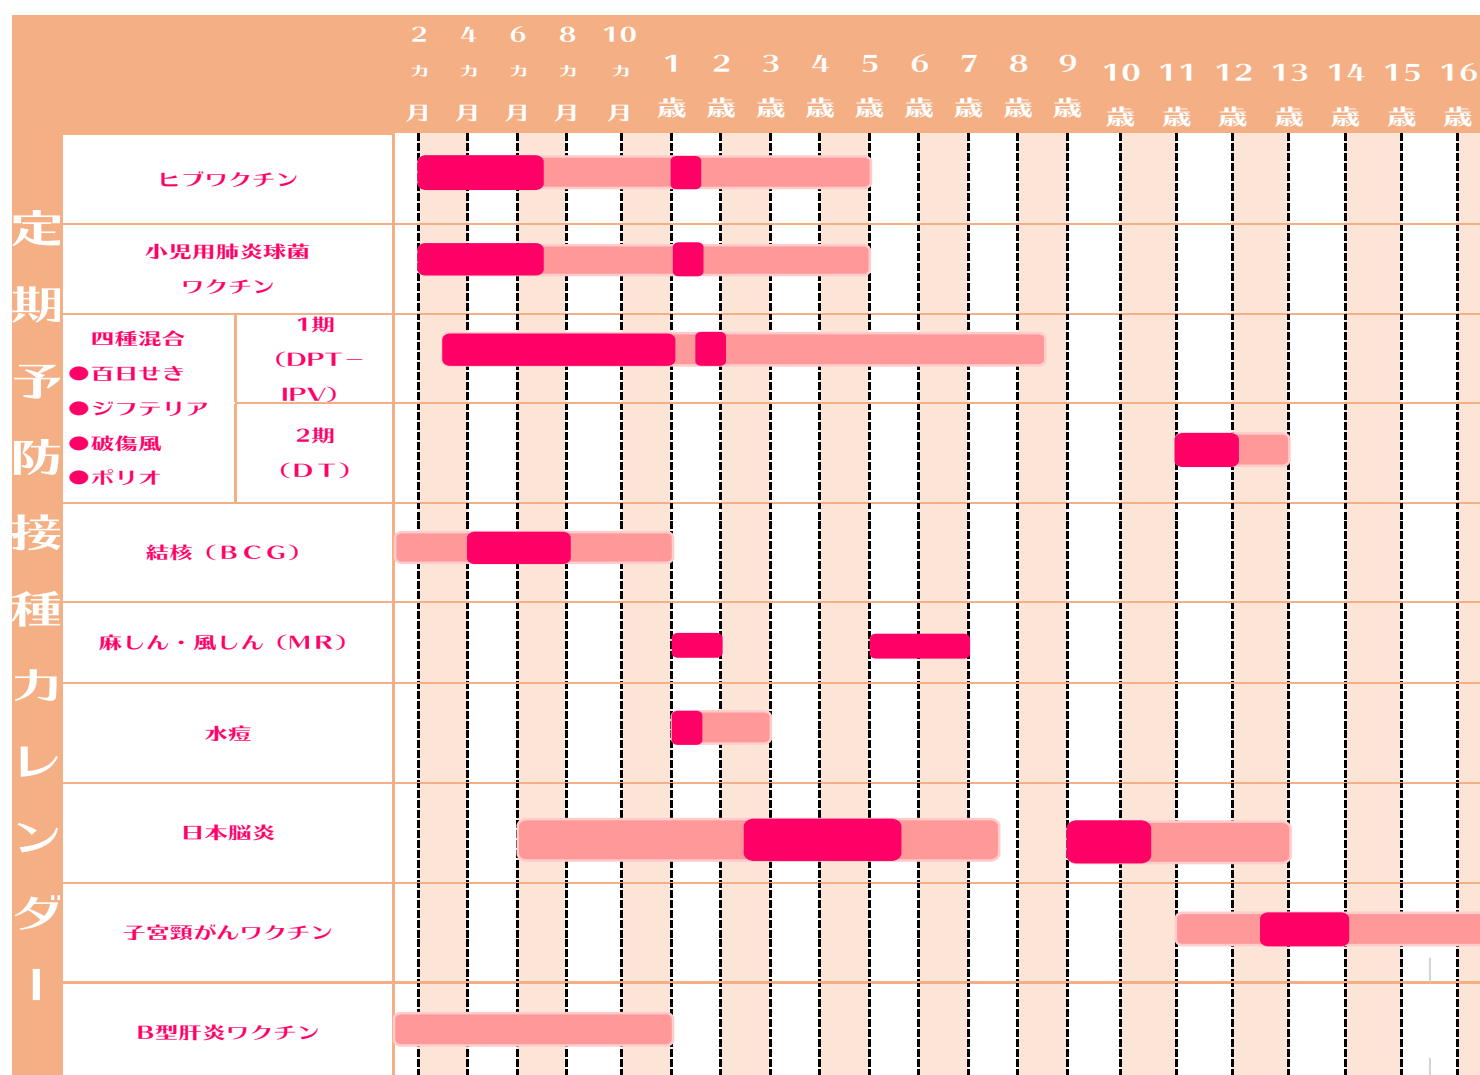 2 4 6 8 10
カ カ カ カ カ 1 2 3 4 5 6 7 8 9 10 11 12 13 14 15 16
月 月 月 月 月 歳 歳 歳 歳 歳 歳 歳 歳 歳 歳 歳 歳 歳 歳 歳 歳
定期予防接種カレンダー
ヒブワクチン
小児用肺炎球菌
ワクチン
四種混合
●百日せき
●ジフテリア
●破傷風
●ポリオ
1期
(DPT−
IPV)
2期
(DT)
結核(BCG)
麻しん・風しん(MR)
水痘
日本脳炎
子宮頸がんワクチン
B型肝炎ワクチン